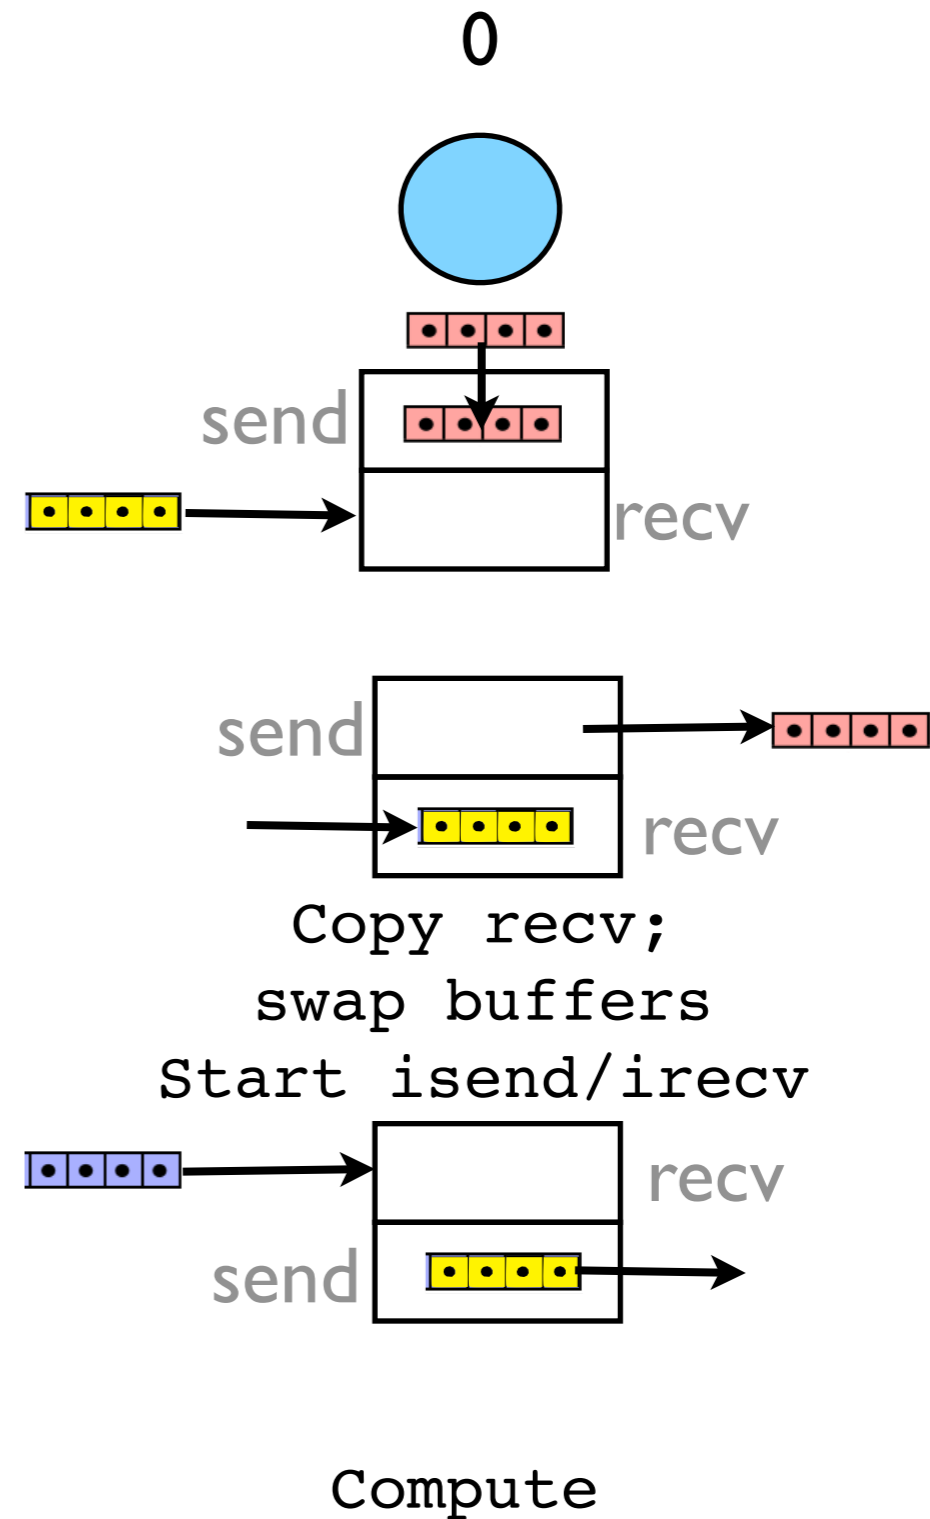 0
send
recv
send
recv
Copy recv;
swap buffers
Start isend/irecv
recv
send
Compute